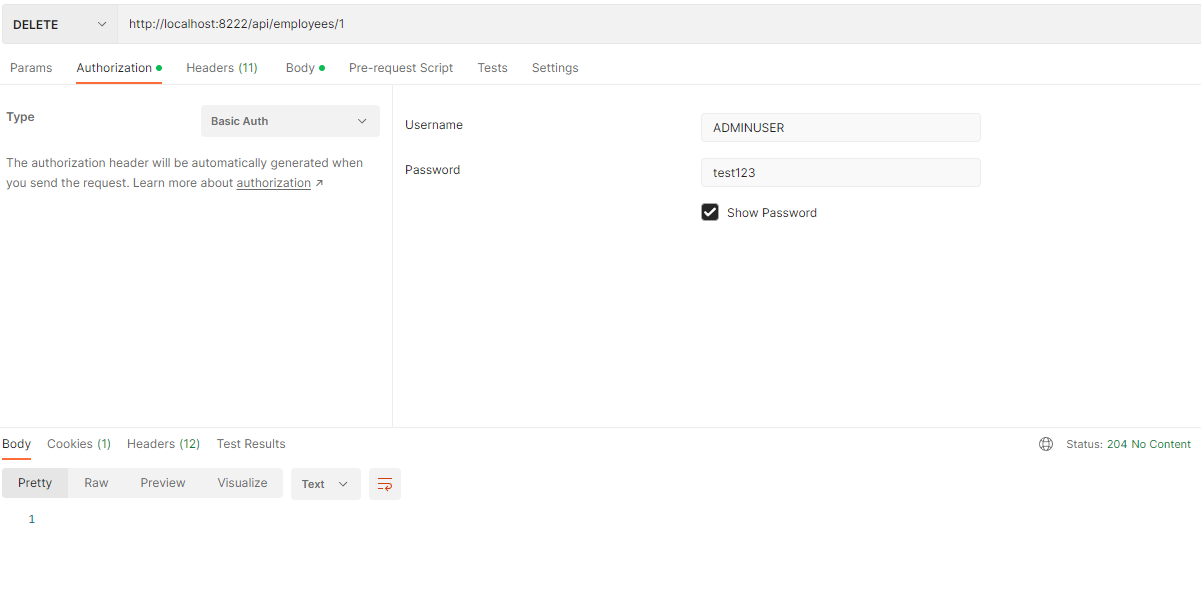 DELETE http://localhost:8222/api/employees/1
Params Authorization Headers (11) Body Pre-request Script Tests Settings
Type Basic Auth
The authorization header will be automatically generated when
you send the request. Learn more about authorization ↗
Username ADMINUSER
Password test123
Show Password
Body Cookies (1) Headers (12) Test Results Status: 204 No Content
Pretty Raw Preview Visualize Text
1